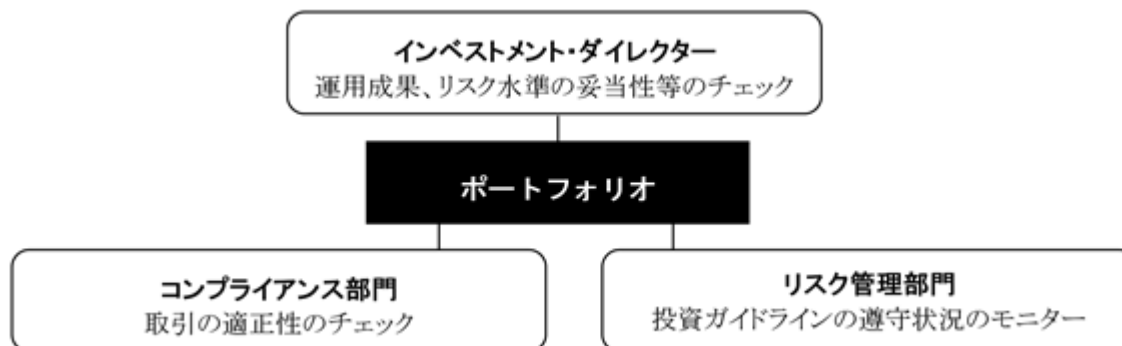 インベストメント・ダイレクター
運用成果、リスク水準の妥当性等のチェック
ポートフォリオ
コンプライアンス部門
取引の適正性のチェック
リスク管理部門
投資ガイドラインの遵守状況のモニター